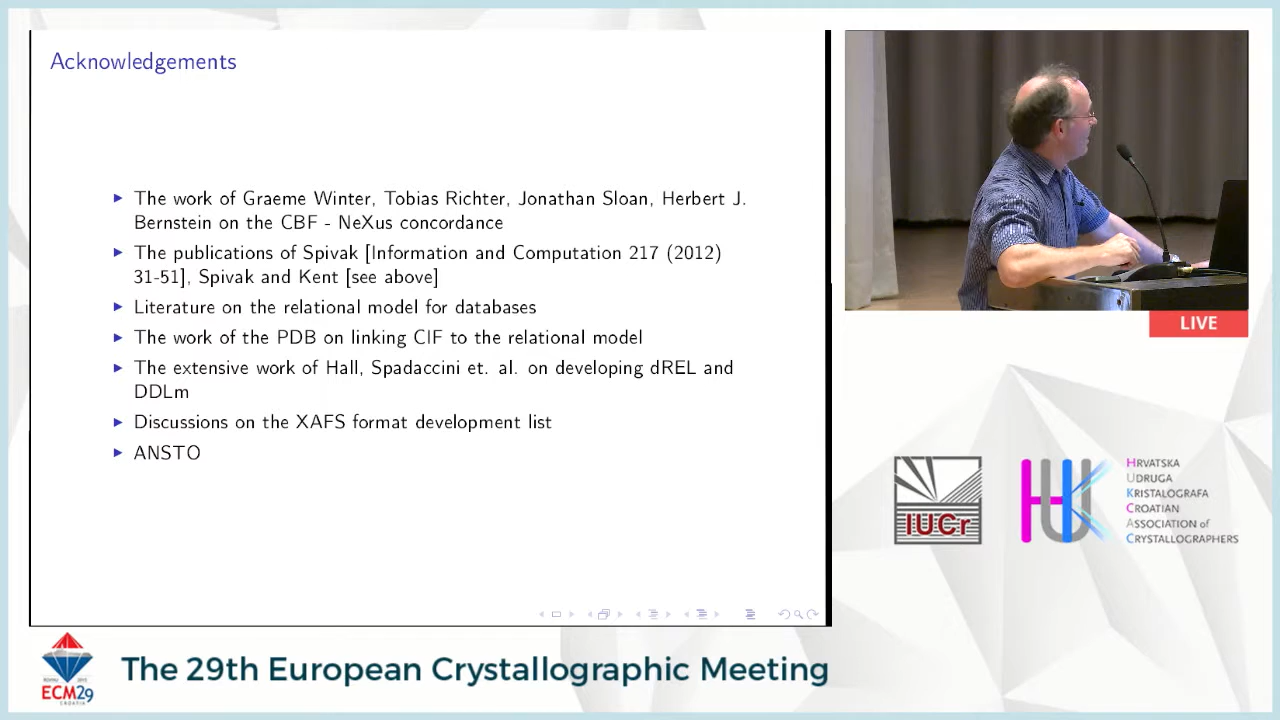 Acknowledgements
▶ The work of Graeme Winter, Tobias Richter, Jonathan Sloan, Herbert J.
Bernstein on the CBF - NeXus concordance
▶ The publications of Spivak [Information and Computation 217 (2012)
31-51], Spivak and Kent [see above]
▶ Literature on the relational model for databases
▶ The work of the PDB on linking CIF to the relational model
▶ The extensive work of Hall, Spadaccini et. al. on developing dREL and
DDLm
▶ Discussions on the XAFS format development list
▶ ANSTO
LIVE
IUCr
HUK
HRVATSKA
UDRUGA
KRISTALOGRAFA
CROATIAN
ASSOCIATION of
CRYSTALLOGRAPHERS
ECM29
CROATIA
The 29th European Crystallographic Meeting